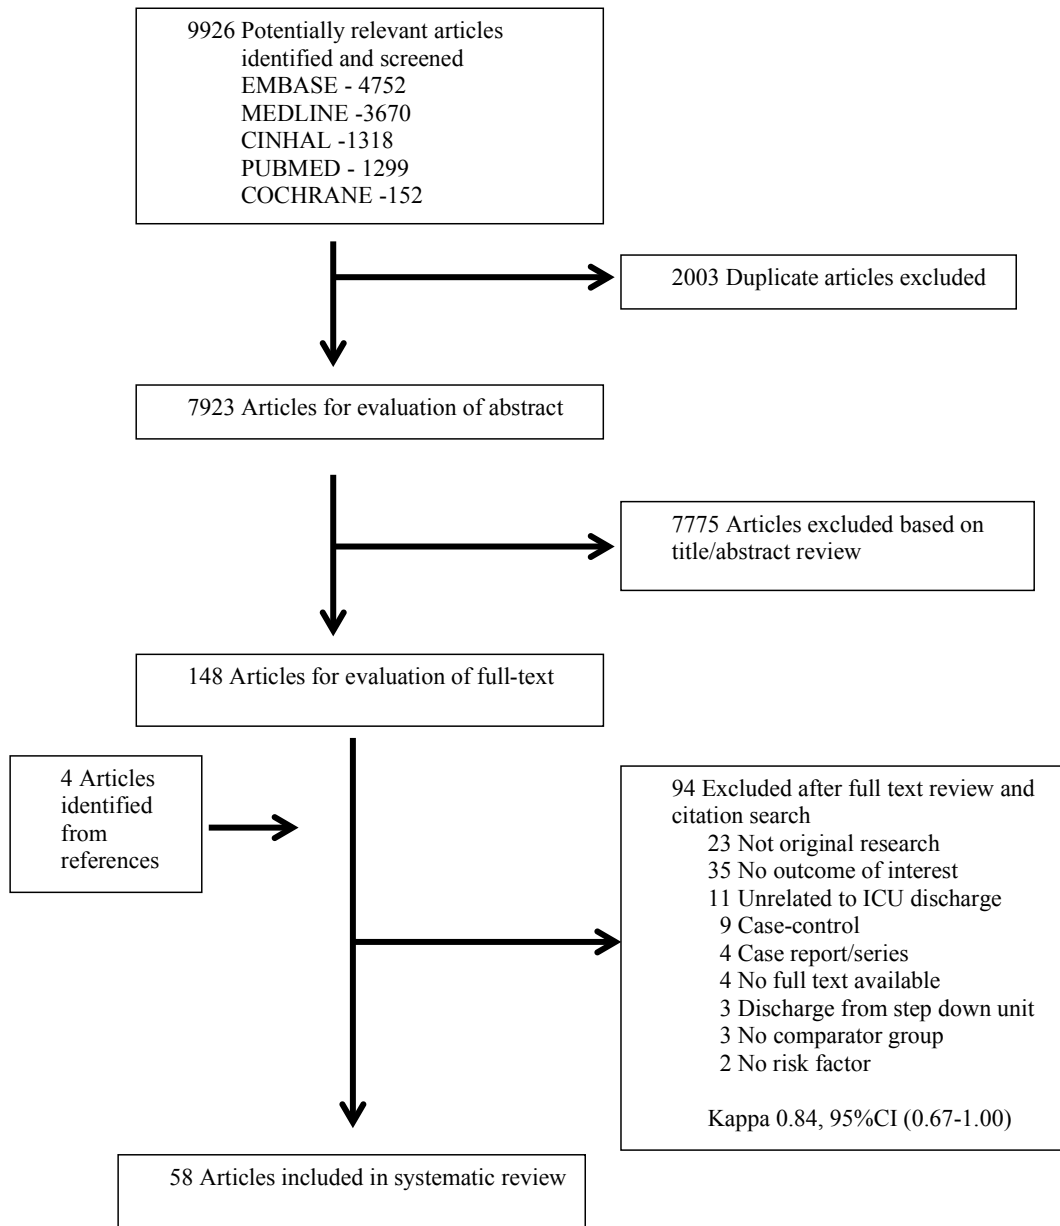 9926 Potentially relevant articles
identified and screened
EMBASE - 4752
MEDLINE -3670
CINHAL -1318
PUBMED - 1299
COCHRANE -152
2003 Duplicate articles excluded
7923 Articles for evaluation of abstract
7775 Articles excluded based on
title/abstract review
148 Articles for evaluation of full-text
4 Articles
identified
from
references
94 Excluded after full text review and
citation search
23 Not original research
35 No outcome of interest
11 Unrelated to ICU discharge
9 Case-control
4 Case report/series
4 No full text available
3 Discharge from step down unit
3 No comparator group
2 No risk factor
Kappa 0.84, 95%CI (0.67-1.00)
58 Articles included in systematic review